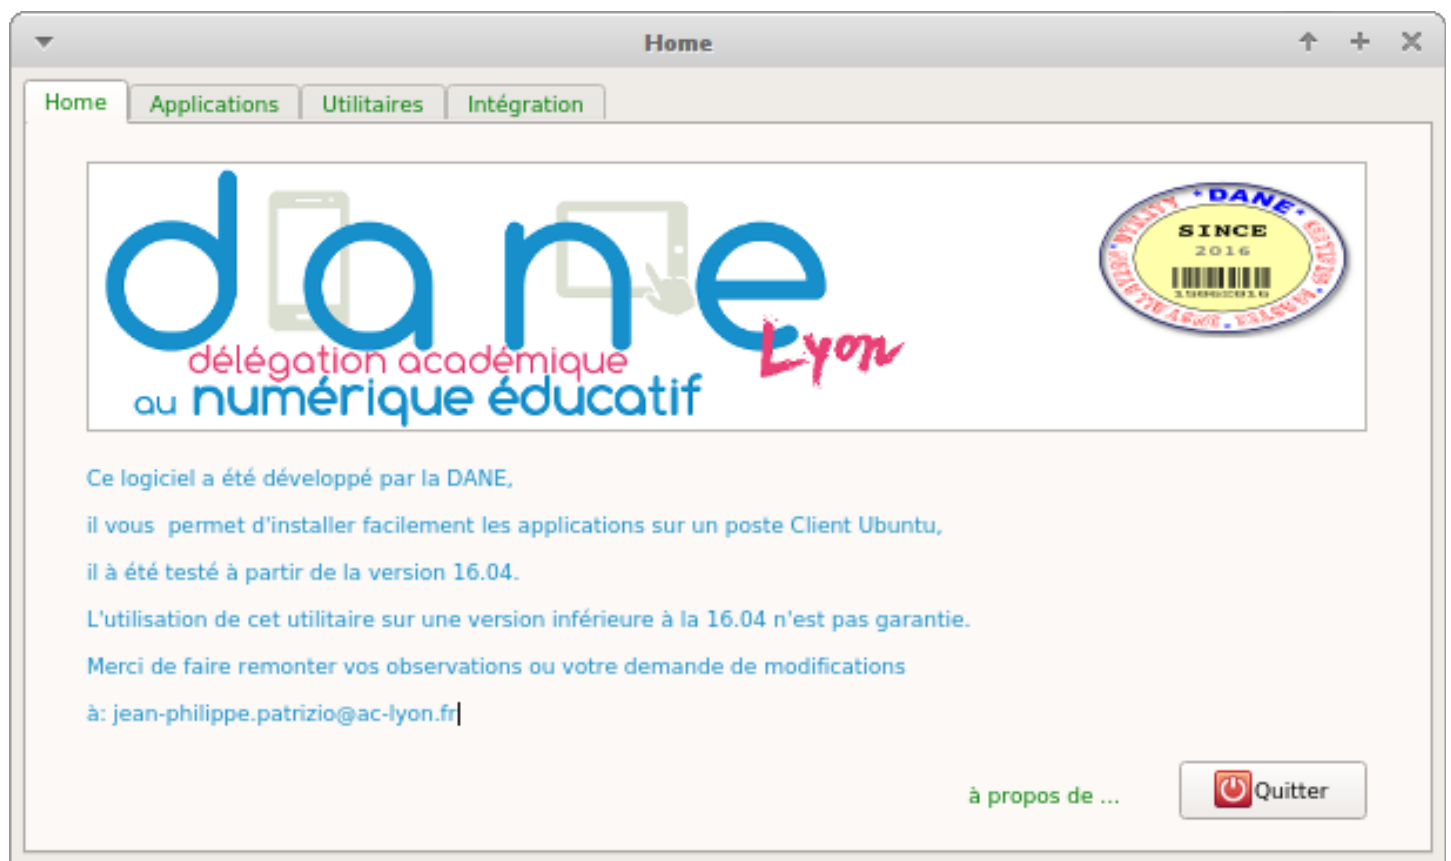 Home
Home Applications Utilitaires Intégration
dane
Lyon
délégation académique
au numérique éducatif
*DANE*
SINCE
2016
Ce logiciel a été développé par la DANE,
il vous  permet d'installer facilement les applications sur un poste Client Ubuntu,
il à été testé à partir de la version 16.04.
L'utilisation de cet utilitaire sur une version inférieure à la 16.04 n'est pas garantie.
Merci de faire remonter vos observations ou votre demande de modifications
à: jean-philippe.patrizio@ac-lyon.fr
à propos de ...
Quitter